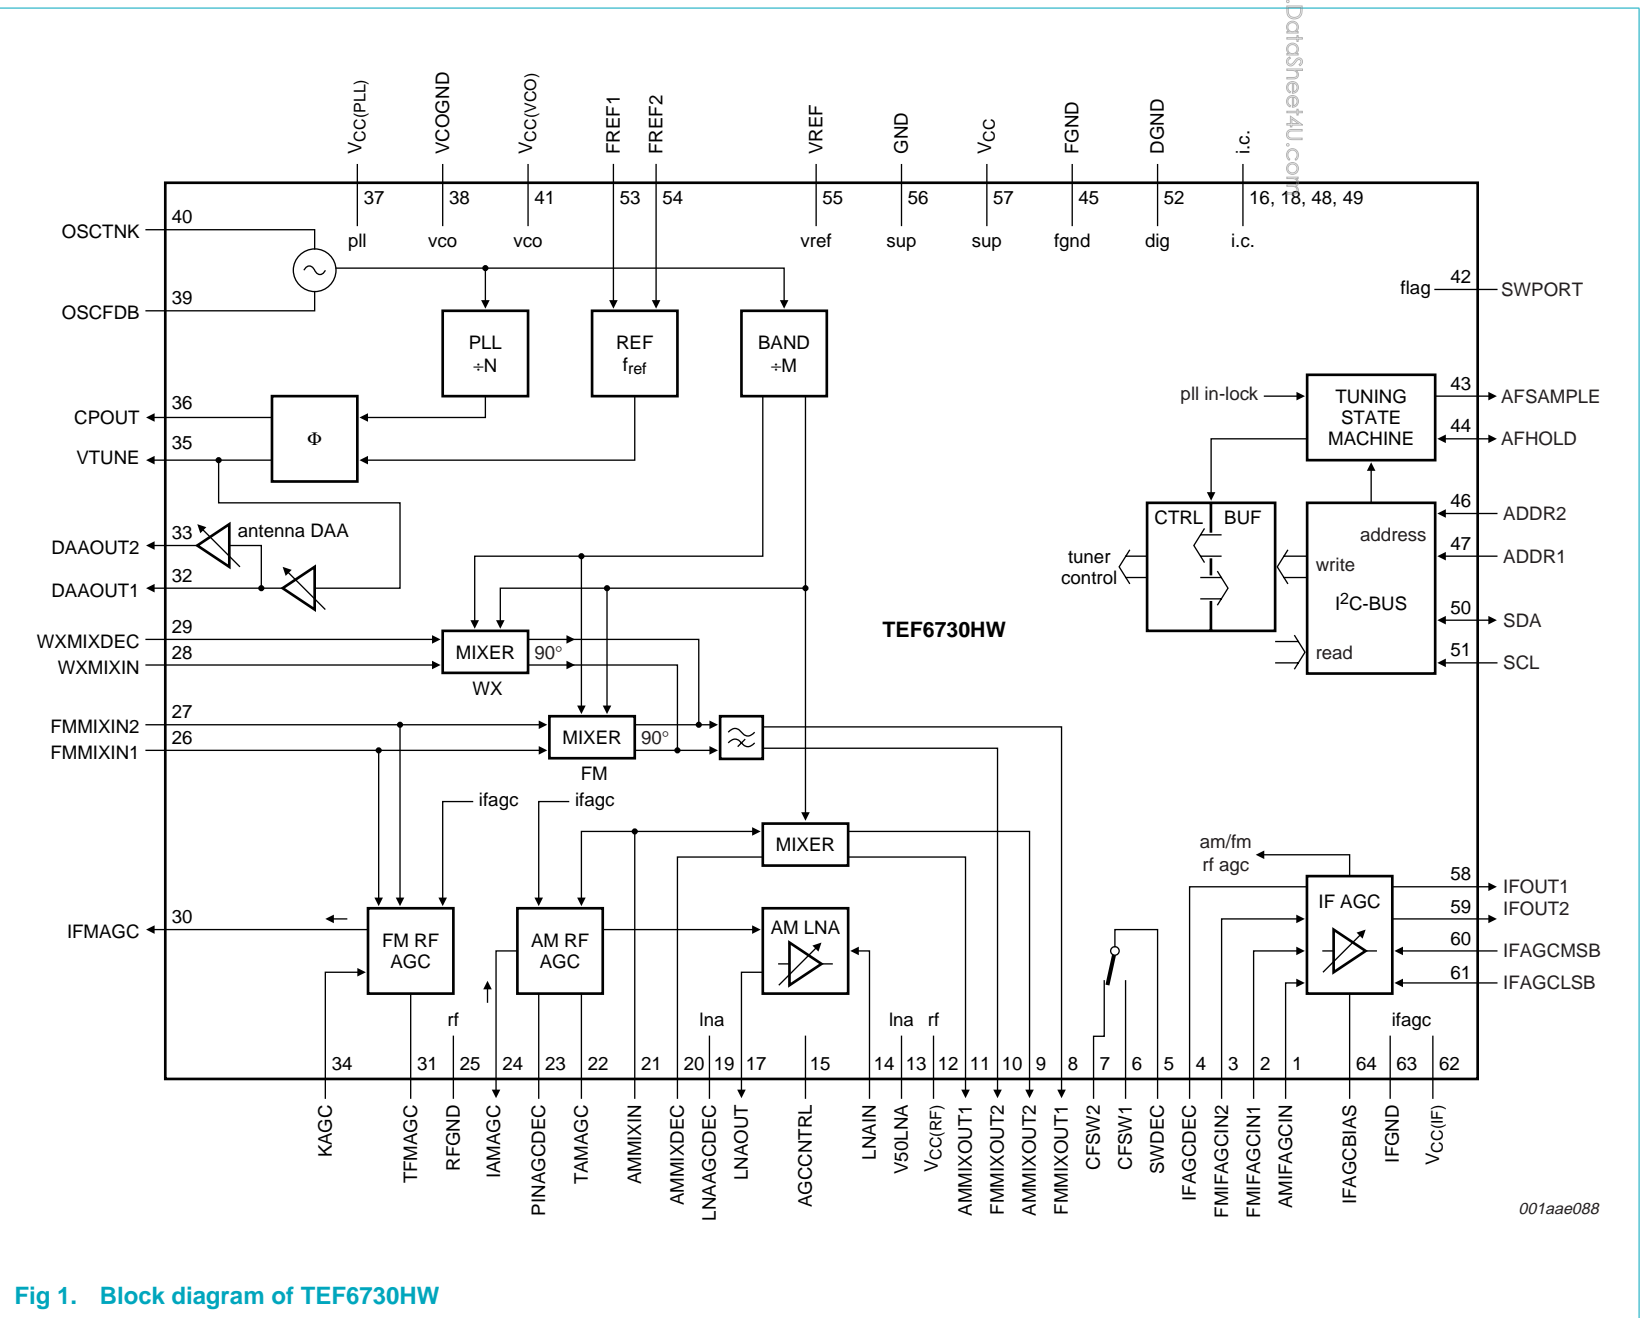 .DataSheet4U.com
VCC(PLL)
VCOGND
VCC(VCO)
FREF1
FREF2
VREF
GND
VCC
FGND
DGND
i.c.
37
38
41
53
54
55
56
57
45
52
16, 18, 48, 49
pll
vco
vco
vref
sup
sup
fgnd
dig
i.c.
OSCTNK
40
OSCFDB
39
flag
42
SWPORT
PLL
÷N
REF
fref
BAND
÷M
CPOUT
36
VTUNE
35
Φ
pll in-lock
TUNING
STATE
MACHINE
43
AFSAMPLE
44
AFHOLD
DAAOUT2
33
antenna DAA
DAAOUT1
32
CTRL
BUF
tuner
control
address
write
I2C-BUS
read
46
ADDR2
47
ADDR1
50
SDA
51
SCL
TEF6730HW
WXMIXDEC
29
WXMIXIN
28
MIXER
90°
WX
FMMIXIN2
27
FMMIXIN1
26
MIXER
90°
FM
ifagc
ifagc
MIXER
am/fm
rf agc
IFMAGC
30
FM RF
AGC
AM RF
AGC
AM LNA
IF AGC
58
IFOUT1
59
IFOUT2
60
IFAGCMSB
61
IFAGCLSB
rf
lna
lna
rf
ifagc
34
31
25
24
23
22
21
20
19
17
15
14
13
12
11
10
9
8
7
6
5
4
3
2
1
64
63
62
KAGC
TFMAGC
RFGND
IAMAGC
PINAGCDEC
TAMAGC
AMMIXIN
AMMIXDEC
LNAAGCDEC
LNAOUT
AGCCNTRL
LNAIN
V50LNA
VCC(RF)
AMMIXOUT1
FMMIXOUT2
AMMIXOUT2
FMMIXOUT1
CFSW2
CFSW1
SWDEC
IFAGCDEC
FMIFAGCIN2
FMIFAGCIN1
AMIFAGCIN
IFAGCBIAS
IFGND
VCC(IF)
001aae088
Fig 1. Block diagram of TEF6730HW